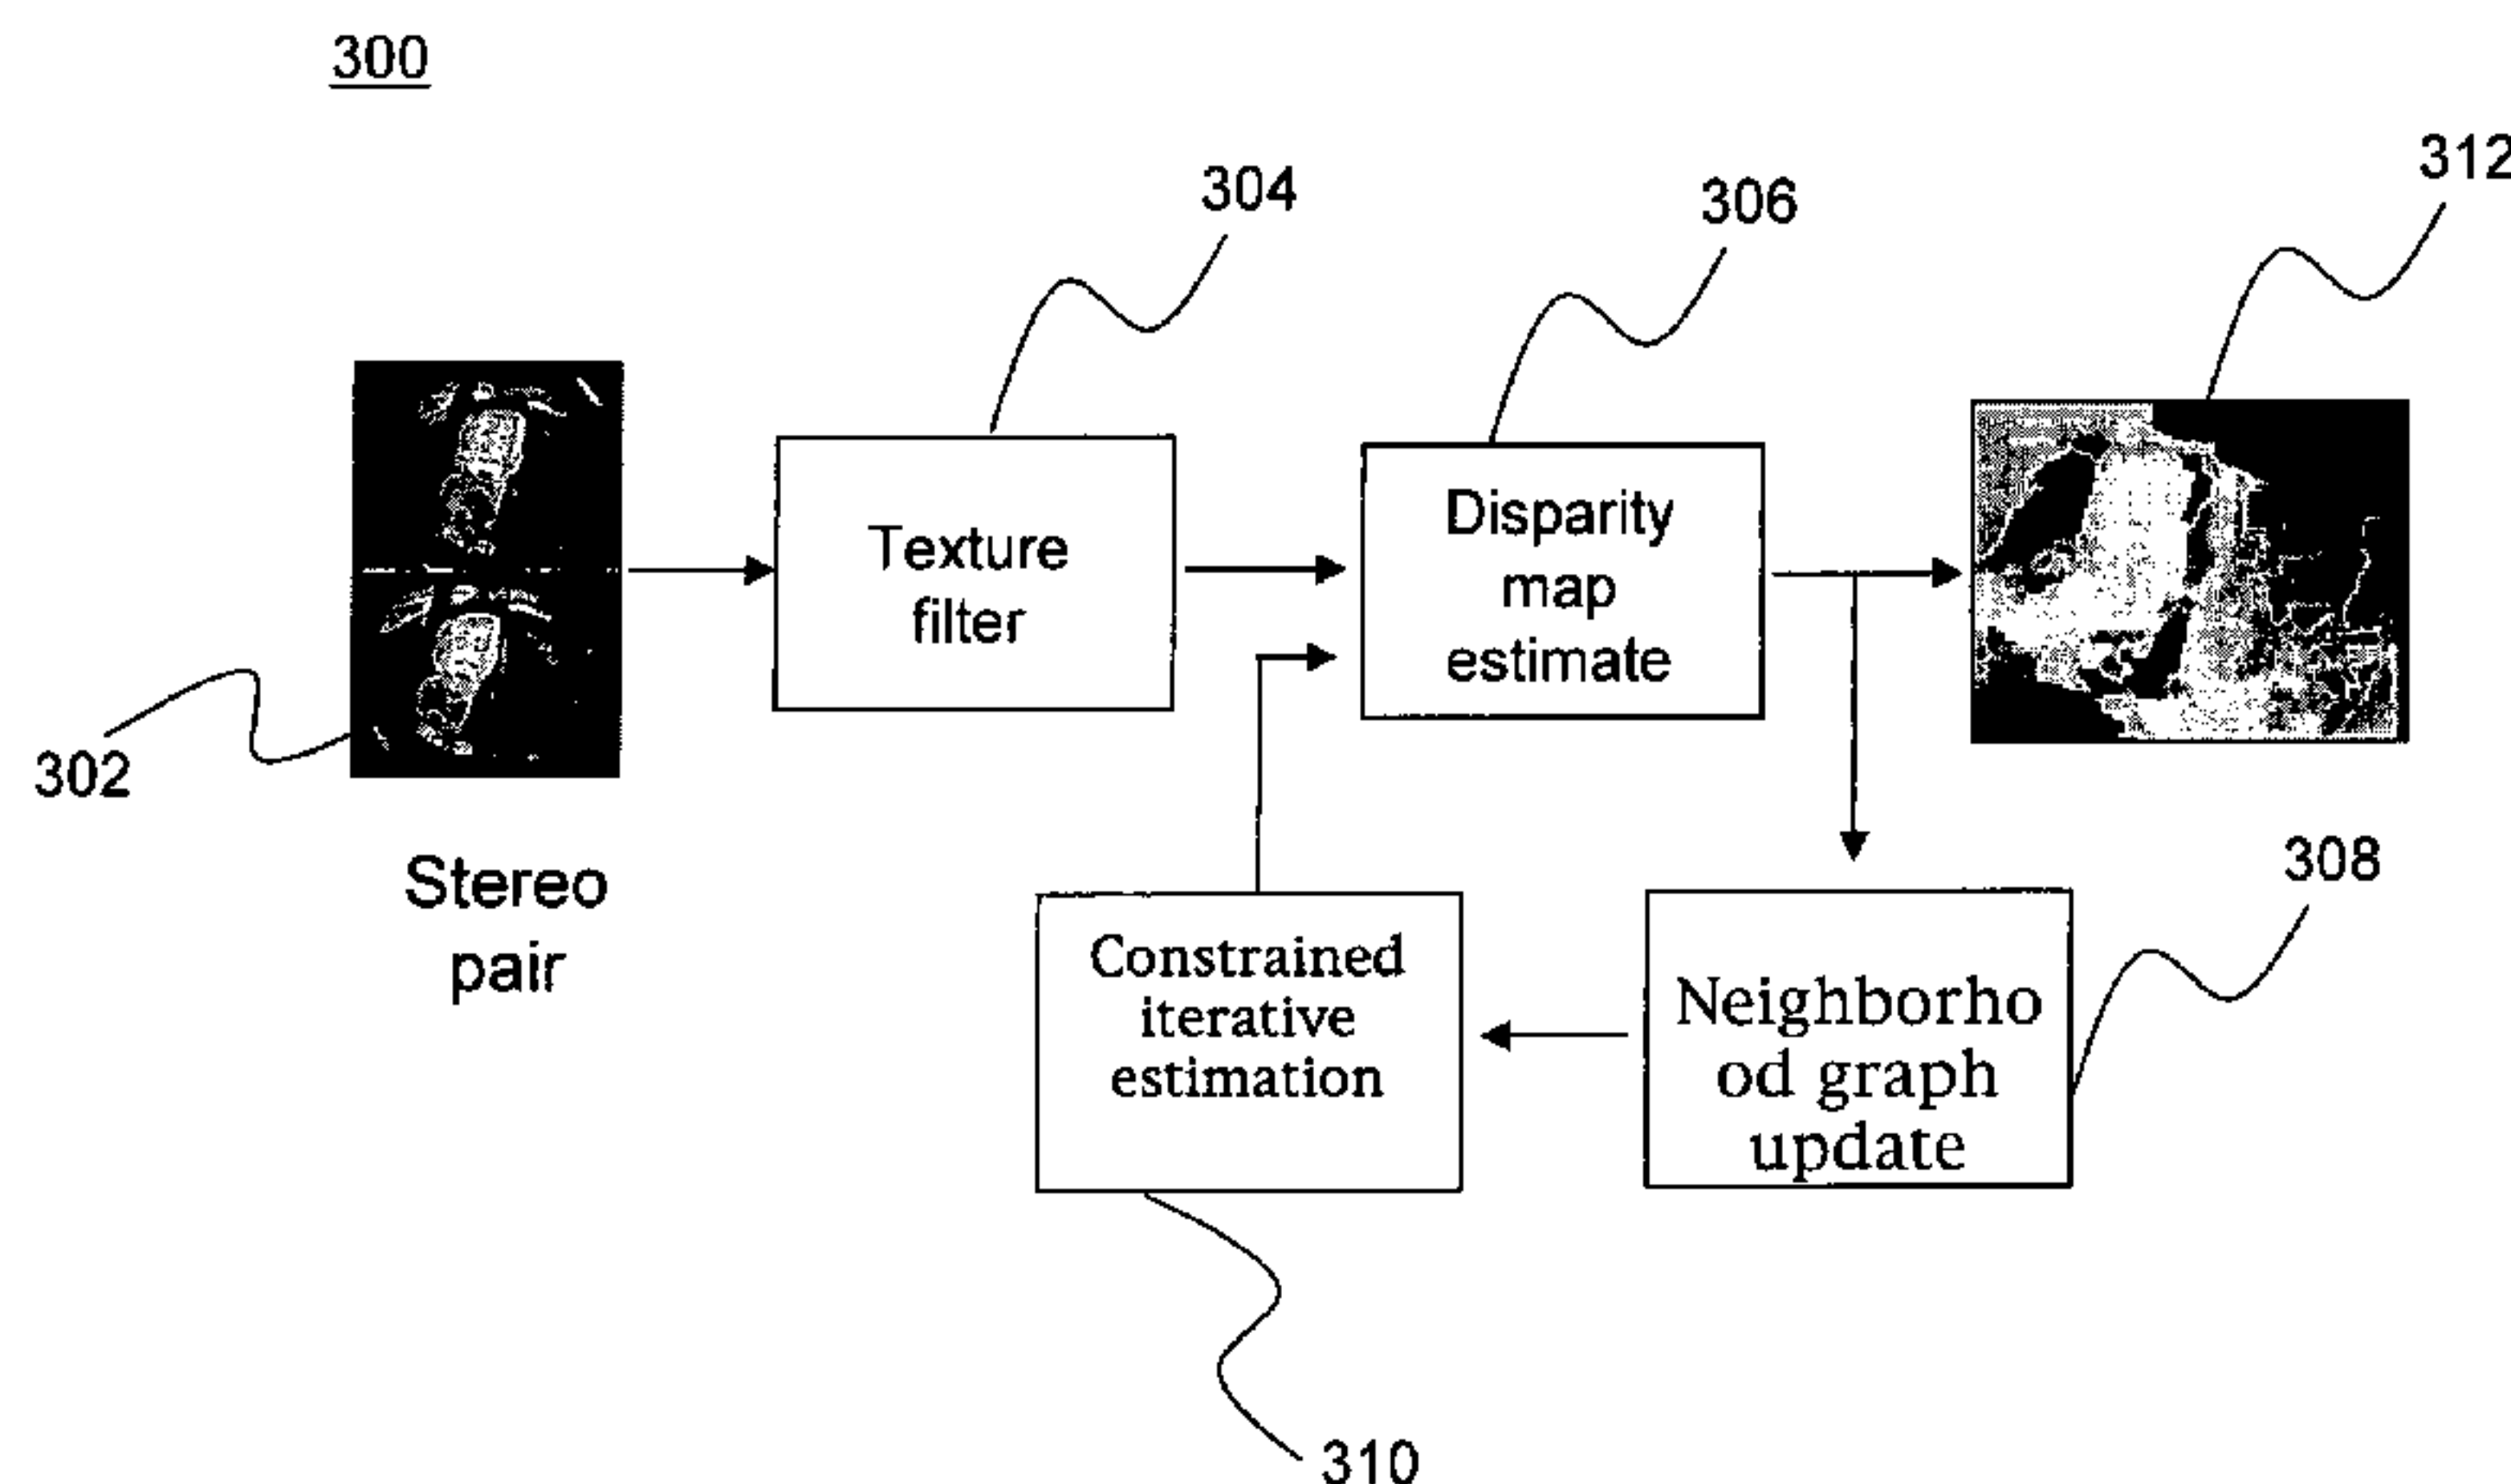 300
304
306
312
Texture
filter
Disparity
map
estimate
302
Stereo
pair
308
Constrained
iterative
estimation
Neighborho
od graph
update
310